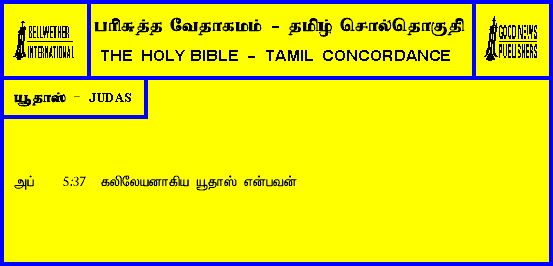 BELLWETHER
INTERNATIONAL
பரிசுத்த வேதாகமம் - தமிழ் சொல்தொகுதி
THE HOLY BIBLE - TAMIL CONCORDANCE
GOOD NEWS
PUBLISHERS
யூதாஸ் - JUDAS
அப் 5:37 கலிலேயனாகிய யூதாஸ் என்பவன்